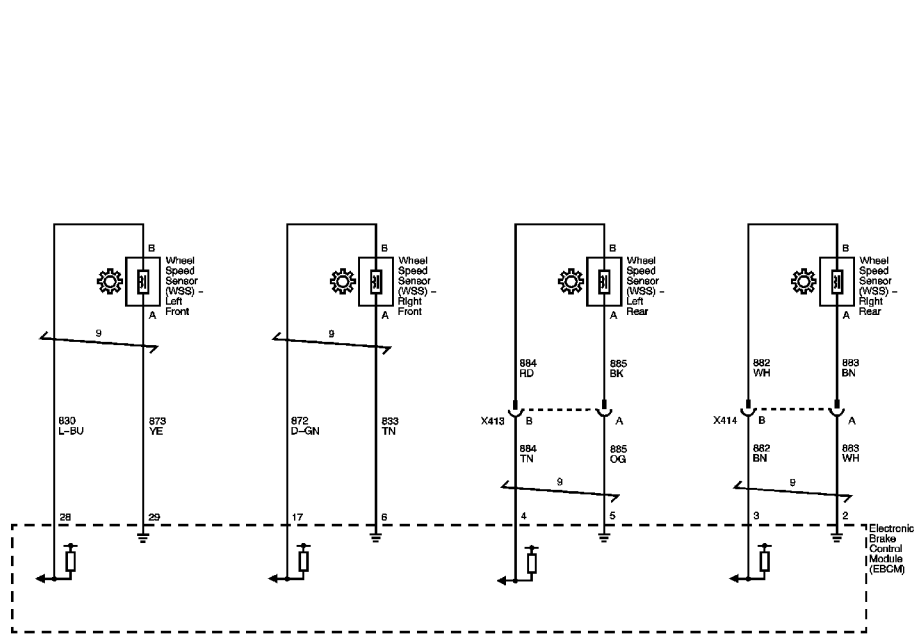 B
Wheel
Speed
Sensor
(WSS) –
Left
Front
A
9
830
L–BU
873
YE
28
29
B
Wheel
Speed
Sensor
(WSS) –
Right
Front
A
9
872
D–GN
833
TN
17
6
B
Wheel
Speed
Sensor
(WSS) –
Left
Rear
A
884
RD
885
BK
X413
B
A
884
TN
885
OG
9
4
5
B
Wheel
Speed
Sensor
(WSS) –
Right
Rear
A
882
WH
883
BN
X414
B
A
882
BN
883
WH
9
3
2
Electronic
Brake
Control
Module
(EBCM)